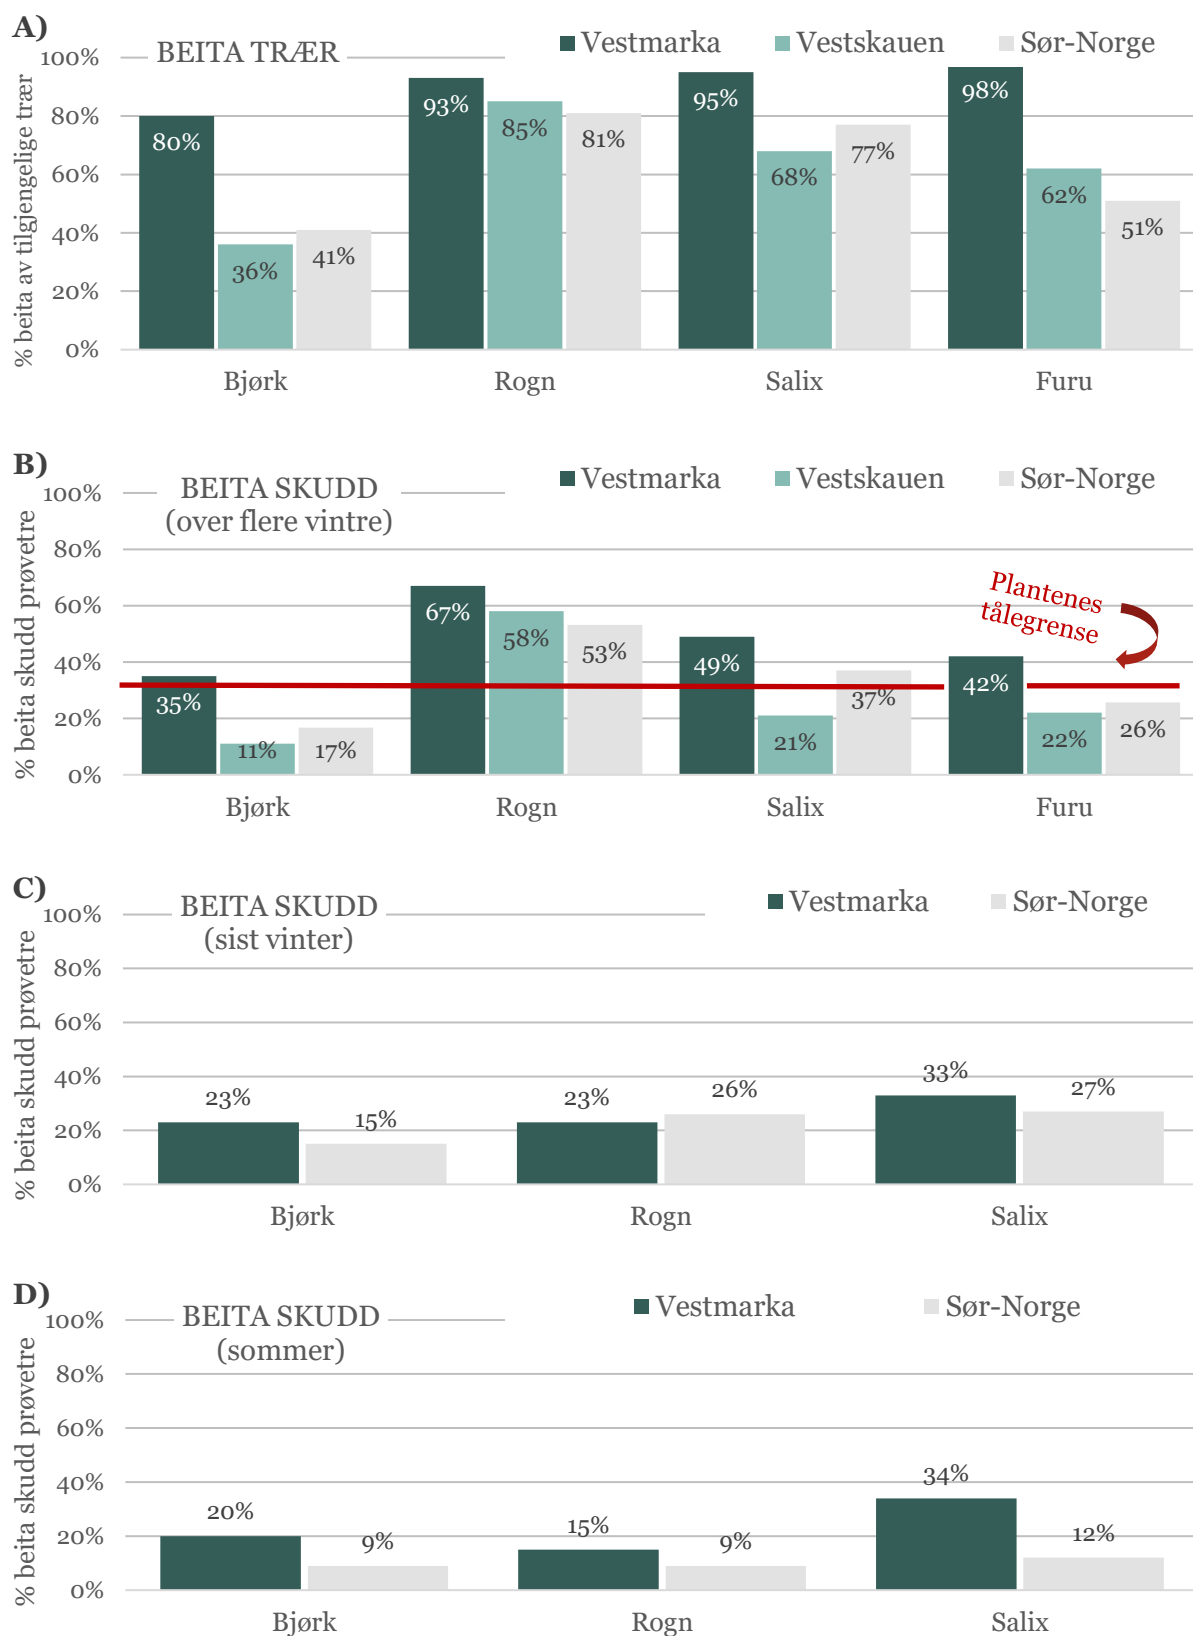 A)
BEITA TRÆR
Vestmarka Vestskauen Sør-Norge
% beita av tilgjengelige trær
100%
80%
60%
40%
20%
0%
80% 36% 41%
93% 85% 81%
95% 68% 77%
98% 62% 51%
Bjørk Rogn Salix Furu
B)
BEITA SKUDD
(over flere vintre)
Vestmarka Vestskauen Sør-Norge
% beita skudd prøvetre
100%
80%
60%
40%
20%
0%
Plantenes
tålegrense
35% 11% 17%
67% 58% 53%
49% 21% 37%
42% 22% 26%
Bjørk Rogn Salix Furu
C)
BEITA SKUDD
(sist vinter)
Vestmarka Sør-Norge
% beita skudd prøvetre
100%
80%
60%
40%
20%
0%
23% 15%
23% 26%
33% 27%
Bjørk Rogn Salix
D)
BEITA SKUDD
(sommer)
Vestmarka Sør-Norge
% beita skudd prøvetre
100%
80%
60%
40%
20%
0%
20% 9%
15% 9%
34% 12%
Bjørk Rogn Salix